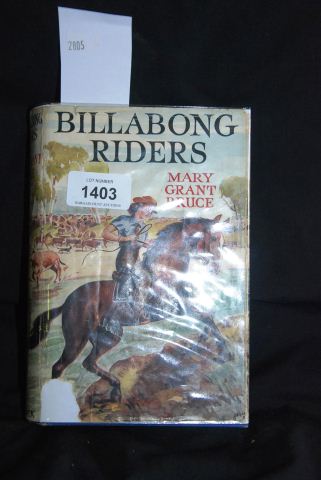 2805
BILLABONG
RIDERS
MARY
GRANT
BRUCE
LOT NUMBER
1403